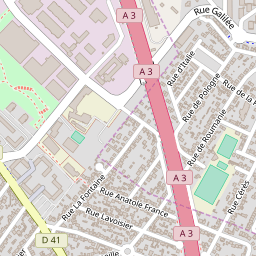 A 3
Rue Galilée
A 3
Rue d'Italie
Rue de Pologne
Rue de la
Rue de Roumanie
A 3
Rue La Fontaine
Rue Anatole France
Rue Cérès
Rue Lavoisier
A 3
D 41